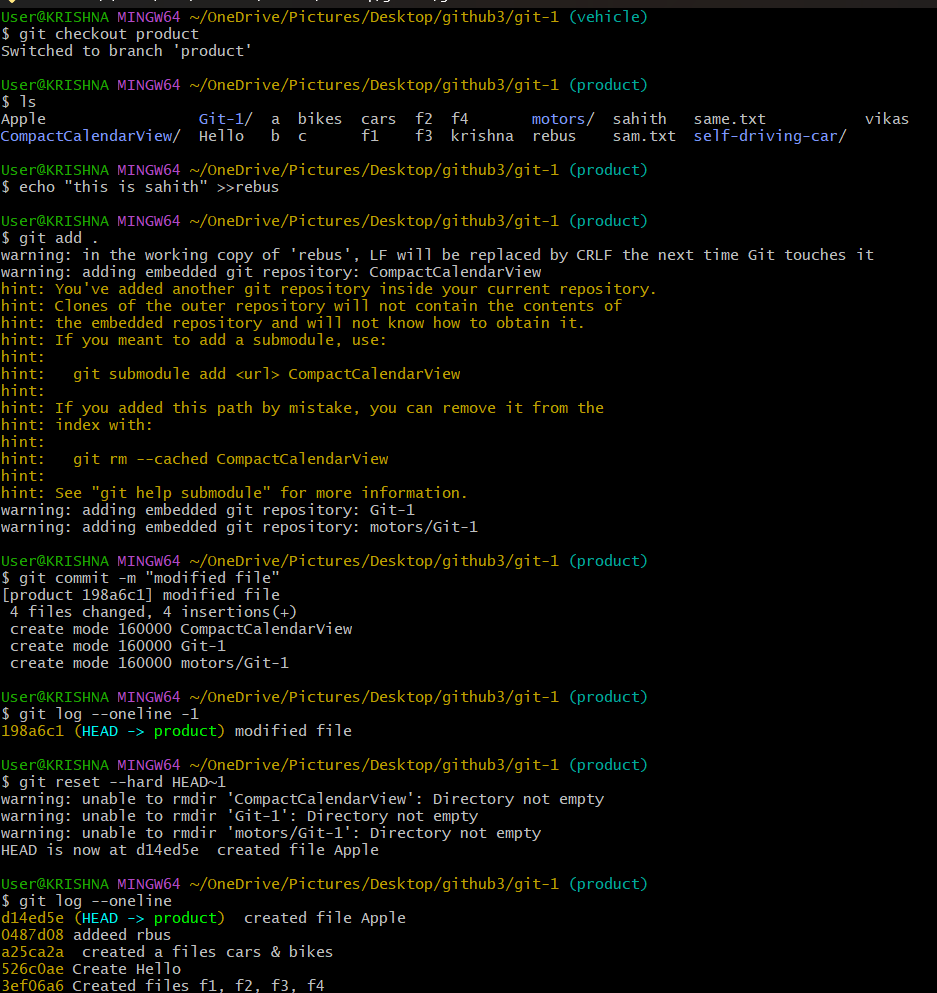 User@KRISHNA MINGW64 ~/OneDrive/Pictures/Desktop/github3/git-1 (vehicle)
$ git checkout product
Switched to branch 'product'
User@KRISHNA MINGW64 ~/OneDrive/Pictures/Desktop/github3/git-1 (product)
$ ls
Apple Git-1/ a bikes cars f2 f4 motors/ sahith same.txt vikas
CompactCalendarView/ Hello b c f1 f3 krishna rebus sam.txt self-driving-car/
User@KRISHNA MINGW64 ~/OneDrive/Pictures/Desktop/github3/git-1 (product)
$ echo "this is sahith" >>rebus
User@KRISHNA MINGW64 ~/OneDrive/Pictures/Desktop/github3/git-1 (product)
$ git add .
warning: in the working copy of 'rebus', LF will be replaced by CRLF the next time Git touches it
warning: adding embedded git repository: CompactCalendarView
hint: You've added another git repository inside your current repository.
hint: Clones of the outer repository will not contain the contents of
hint: the embedded repository and will not know how to obtain it.
hint: If you meant to add a submodule, use:
hint:
hint:   git submodule add <url> CompactCalendarView
hint:
hint: If you added this path by mistake, you can remove it from the
hint: index with:
hint:
hint:   git rm --cached CompactCalendarView
hint:
hint: See "git help submodule" for more information.
warning: adding embedded git repository: Git-1
warning: adding embedded git repository: motors/Git-1
User@KRISHNA MINGW64 ~/OneDrive/Pictures/Desktop/github3/git-1 (product)
$ git commit -m "modified file"
[product 198a6c1] modified file
 4 files changed, 4 insertions(+)
 create mode 160000 CompactCalendarView
 create mode 160000 Git-1
 create mode 160000 motors/Git-1
User@KRISHNA MINGW64 ~/OneDrive/Pictures/Desktop/github3/git-1 (product)
$ git log --oneline -1
198a6c1 (HEAD -> product) modified file
User@KRISHNA MINGW64 ~/OneDrive/Pictures/Desktop/github3/git-1 (product)
$ git reset --hard HEAD~1
warning: unable to rmdir 'CompactCalendarView': Directory not empty
warning: unable to rmdir 'Git-1': Directory not empty
warning: unable to rmdir 'motors/Git-1': Directory not empty
HEAD is now at d14ed5e  created file Apple
User@KRISHNA MINGW64 ~/OneDrive/Pictures/Desktop/github3/git-1 (product)
$ git log --oneline
d14ed5e (HEAD -> product)  created file Apple
0487d08 addeed rbus
a25ca2a  created a files cars & bikes
526c0ae Create Hello
3ef06a6 Created files f1, f2, f3, f4